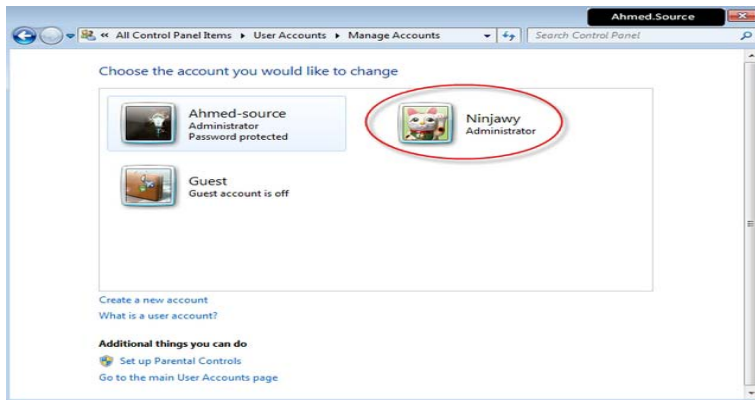 Ahmed.Source
« All Control Panel Items ▸ User Accounts ▸ Manage Accounts
Search Control Panel
Choose the account you would like to change
Ahmed-source
Administrator
Password protected
Ninjawy
Administrator
Guest
Guest account is off
Create a new account
What is a user account?
Additional things you can do
Set up Parental Controls
Go to the main User Accounts page